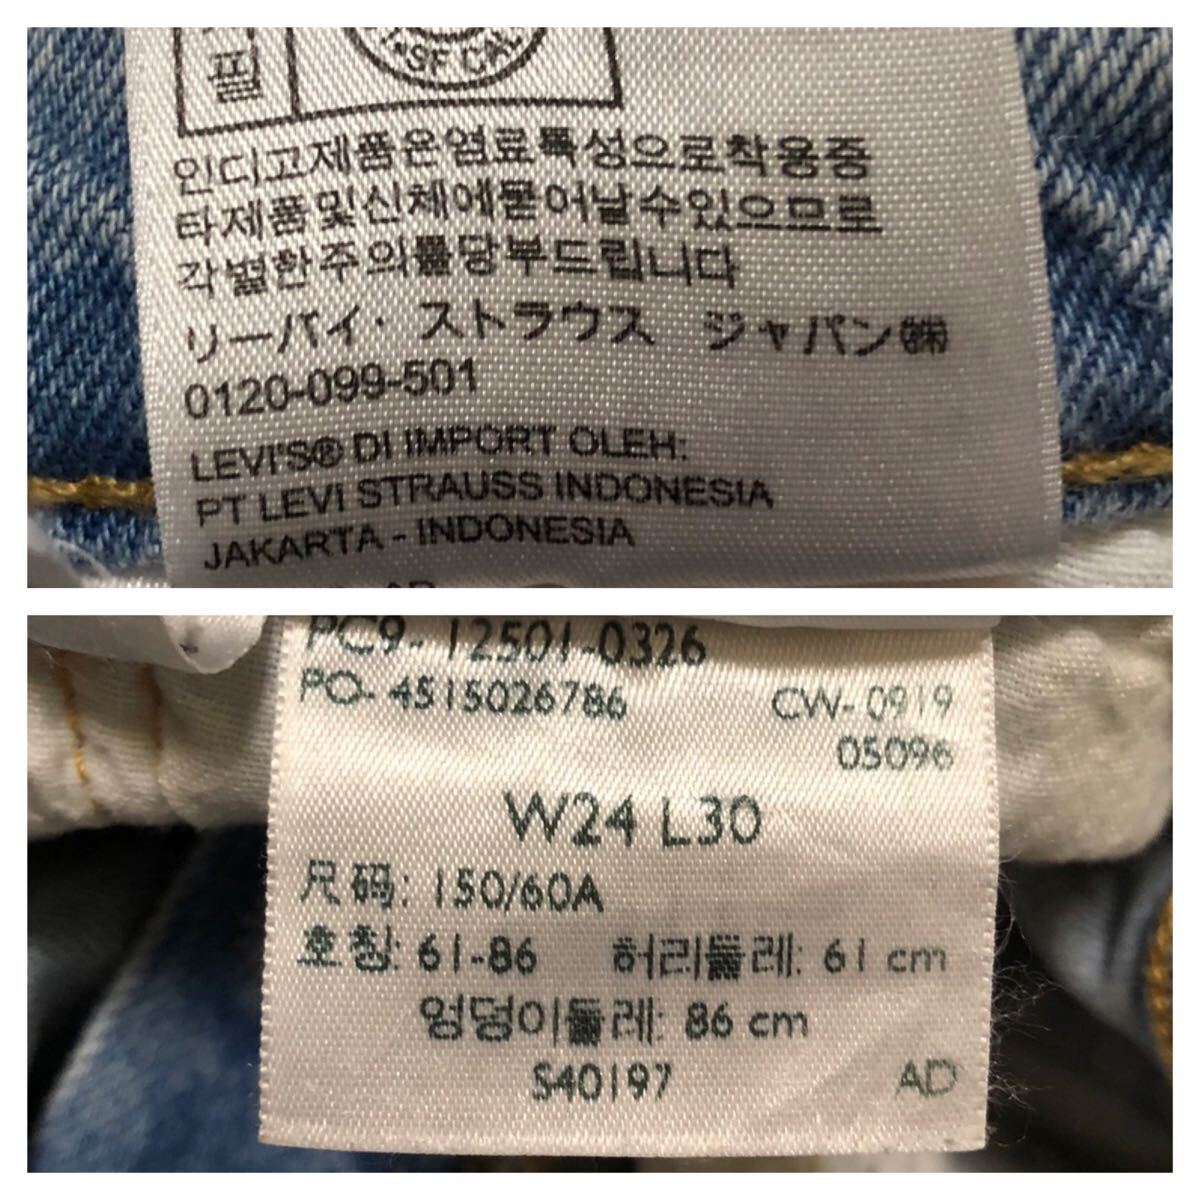 필
SF CAL
인디고제품은염료특성으로착용중
타제품및신체에묻어날수있으므로
각별한주의를당부드립니다
リーバイ・ストラウス ジャパン㈱
0120-099-501
LEVI'S® DI IMPORT OLEH:
PT LEVI STRAUSS INDONESIA
JAKARTA - INDONESIA
PC9-12501-0326
PO-4515026786 CW-0919
05096
W24 L30
尺码: 150/60A
호칭: 61-86 허리둘레: 61 cm
엉덩이둘레: 86 cm
S40197 AD